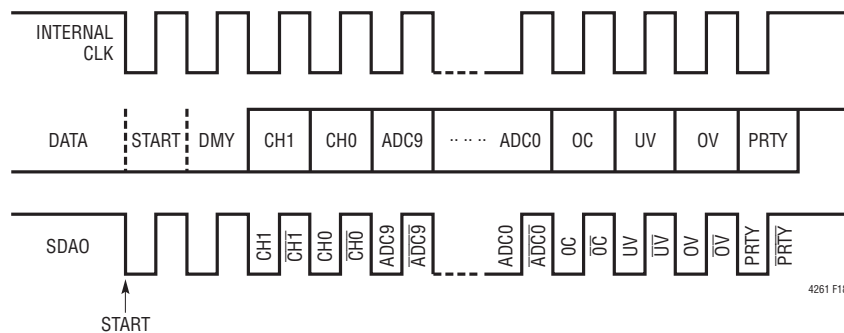 INTERNAL
CLK
DATA START DMY CH1 CH0 ADC9 ·· ·· ·· ADC0 OC UV OV PRTY
SDAO CH1 C̅H̅1̅ CH0 C̅H̅0̅ ADC9 A̅D̅C̅9̅ ADC0 A̅D̅C̅0̅ OC O̅C̅ UV U̅V̅ OV O̅V̅ PRTY P̅R̅T̅Y̅
4261 F18
START